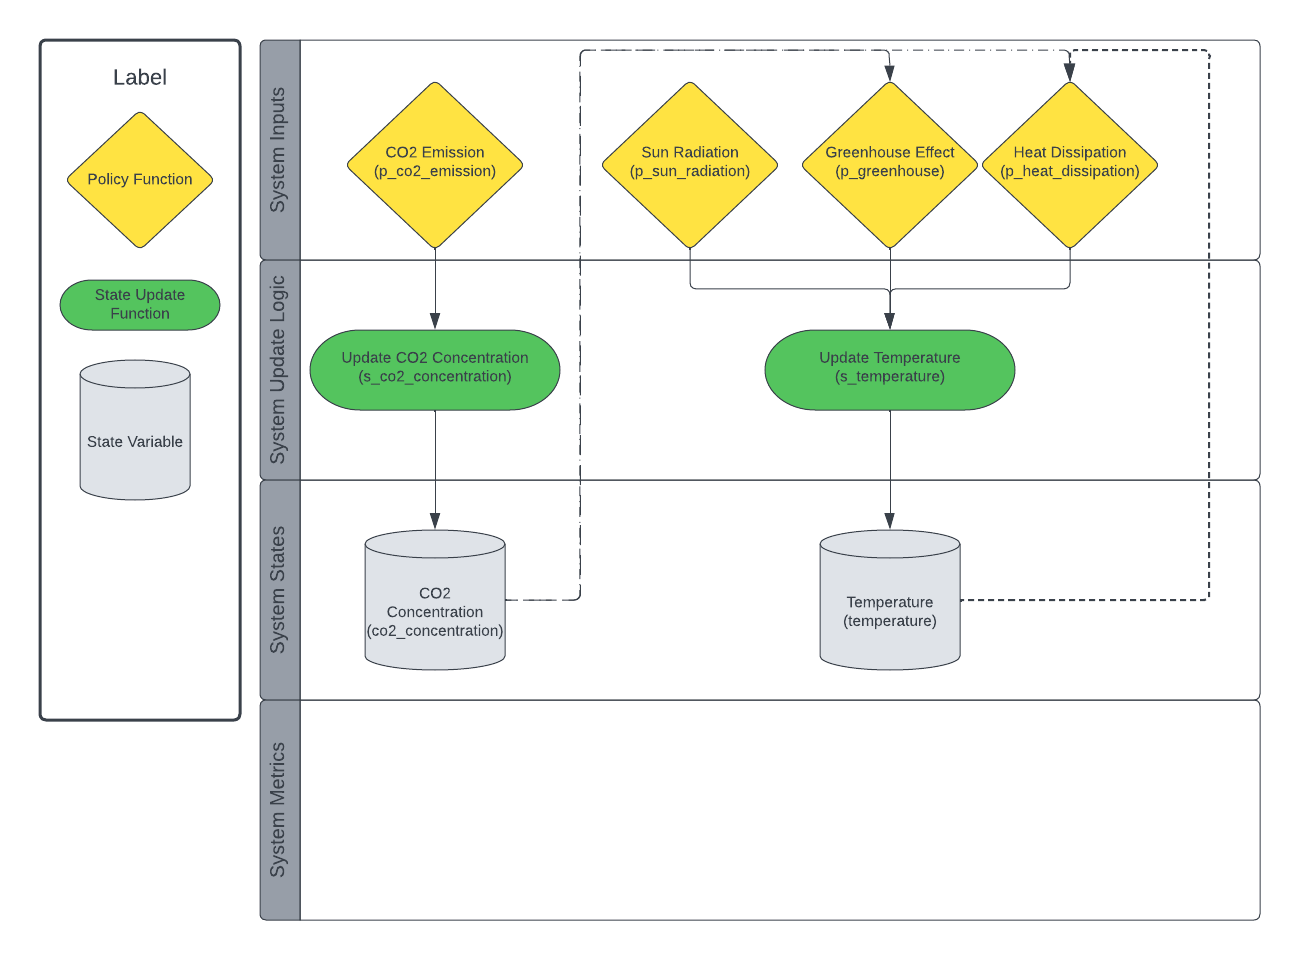 Label
Policy Function
State Update
Function
State Variable
System Inputs
CO2 Emission
(p_co2_emission)
Sun Radiation
(p_sun_radiation)
Greenhouse Effect
(p_greenhouse)
Heat Dissipation
(p_heat_dissipation)
System Update Logic
Update CO2 Concentration
(s_co2_concentration)
Update Temperature
(s_temperature)
System States
CO2
Concentration
(co2_concentration)
Temperature
(temperature)
System Metrics